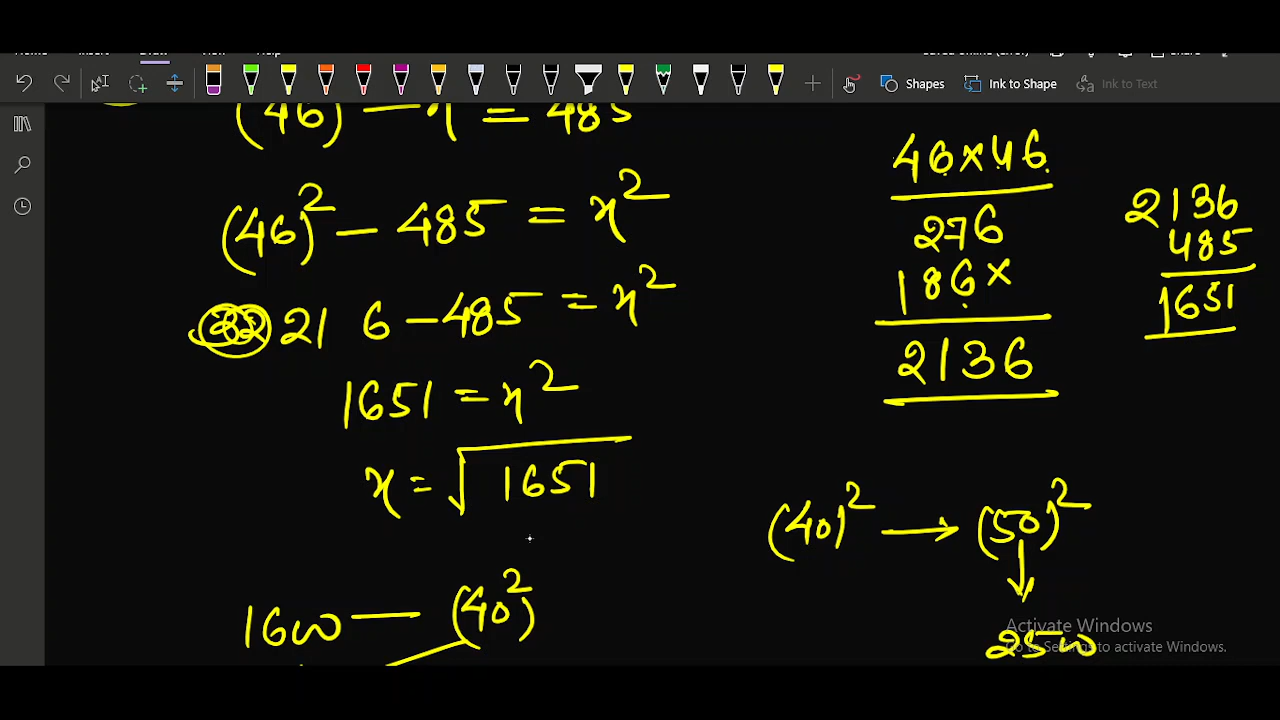 Shapes Ink to Shape Ink to Text
(46) - x = 485
(46)² - 485 = x²
21 6 - 485 = x²
1651 = x²
x = √1651
1600 — (40²)
46×46
276
186×
2136
2136
485
1651
(40)² → (50)²
2500
Activate Windows
Go to Settings to activate Windows.